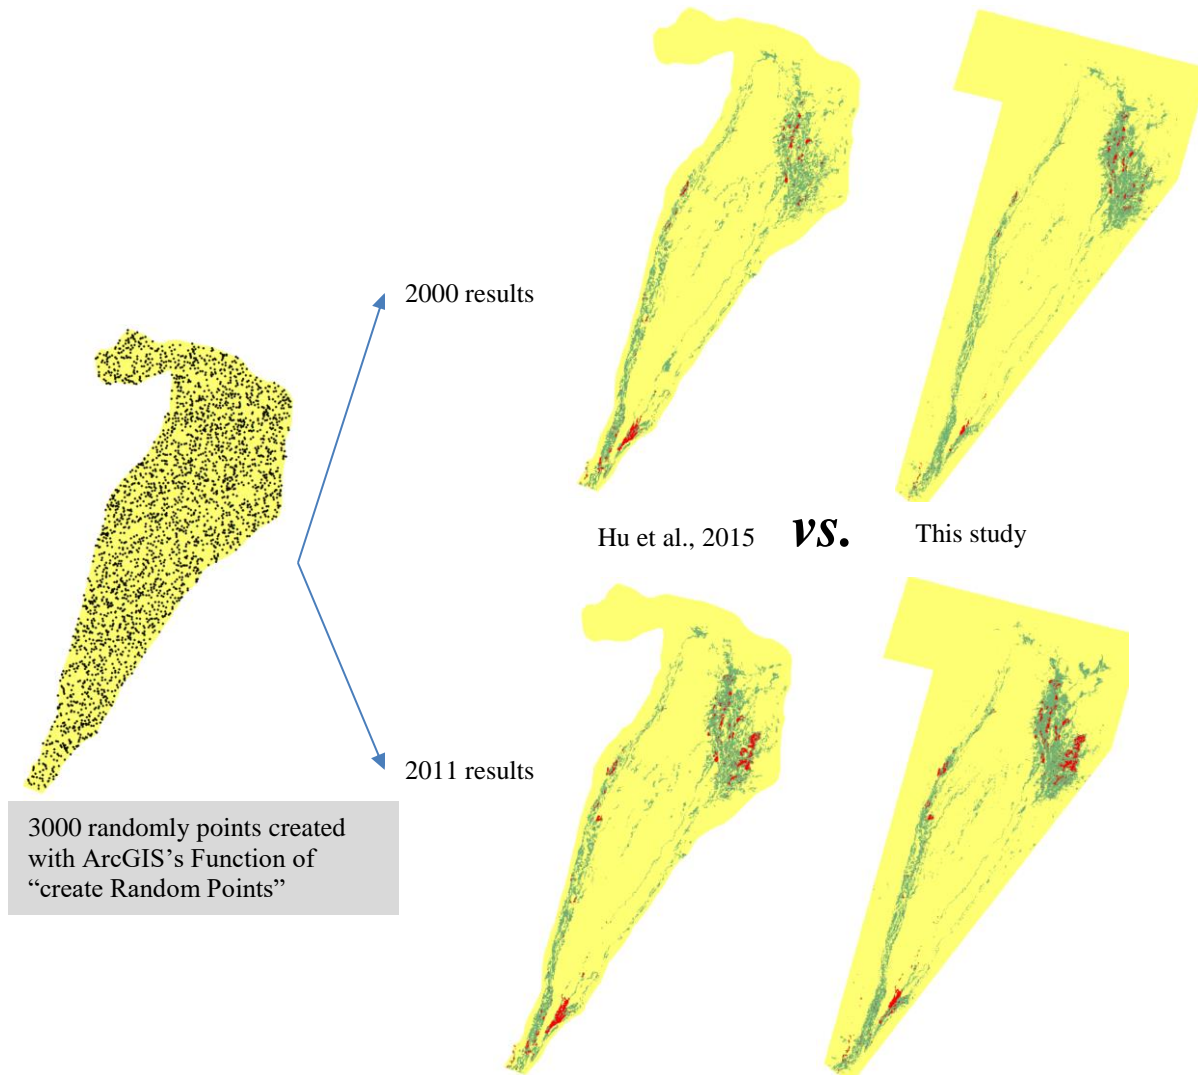 2000 results
Hu et al., 2015
vs.
This study
2011 results
3000 randomly points created
with ArcGIS’s Function of
“create Random Points”